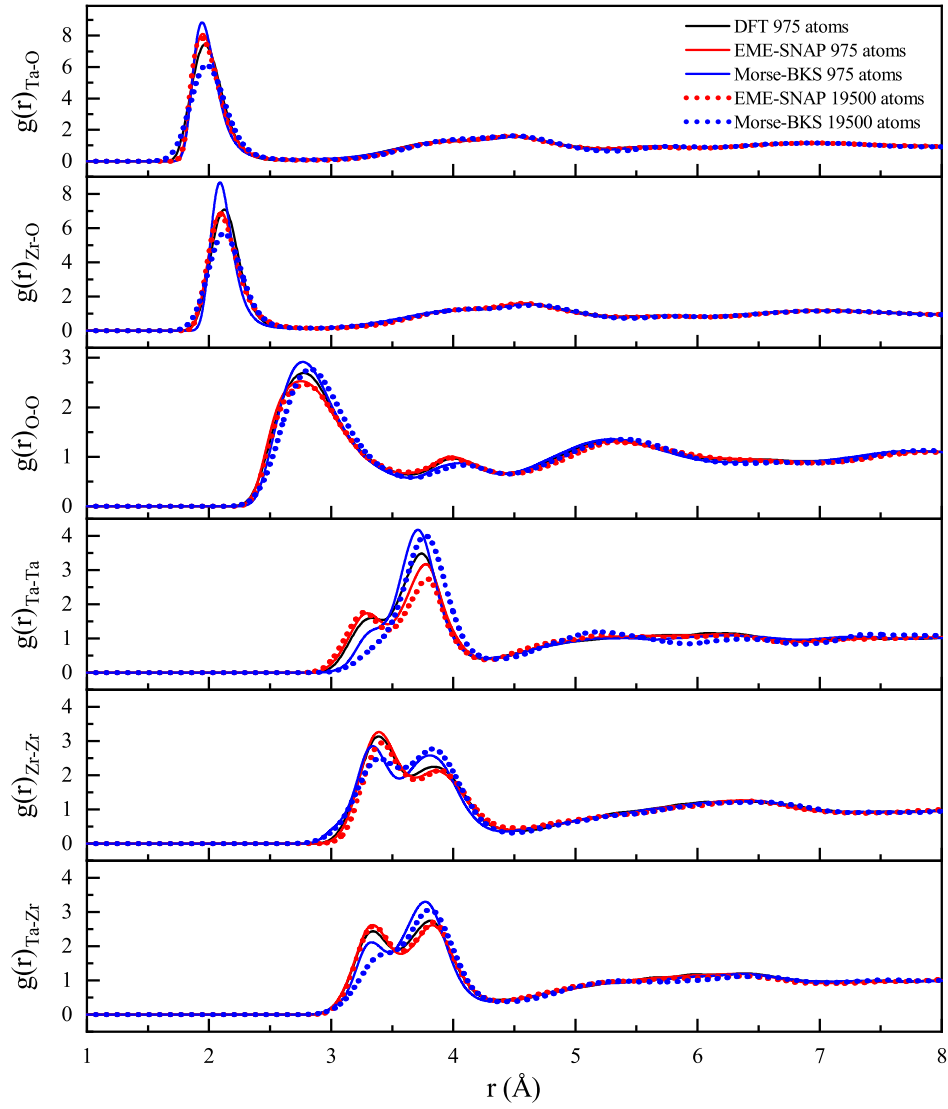 DFT 975 atoms
EME-SNAP 975 atoms
Morse-BKS 975 atoms
EME-SNAP 19500 atoms
Morse-BKS 19500 atoms
g(r)Ta-O
8
6
4
2
0
g(r)Zr-O
8
6
4
2
0
g(r)O-O
3
2
1
0
g(r)Ta-Ta
4
3
2
1
0
g(r)Zr-Zr
4
3
2
1
0
g(r)Ta-Zr
4
3
2
1
0
1 2 3 4 5 6 7 8
r (Å)